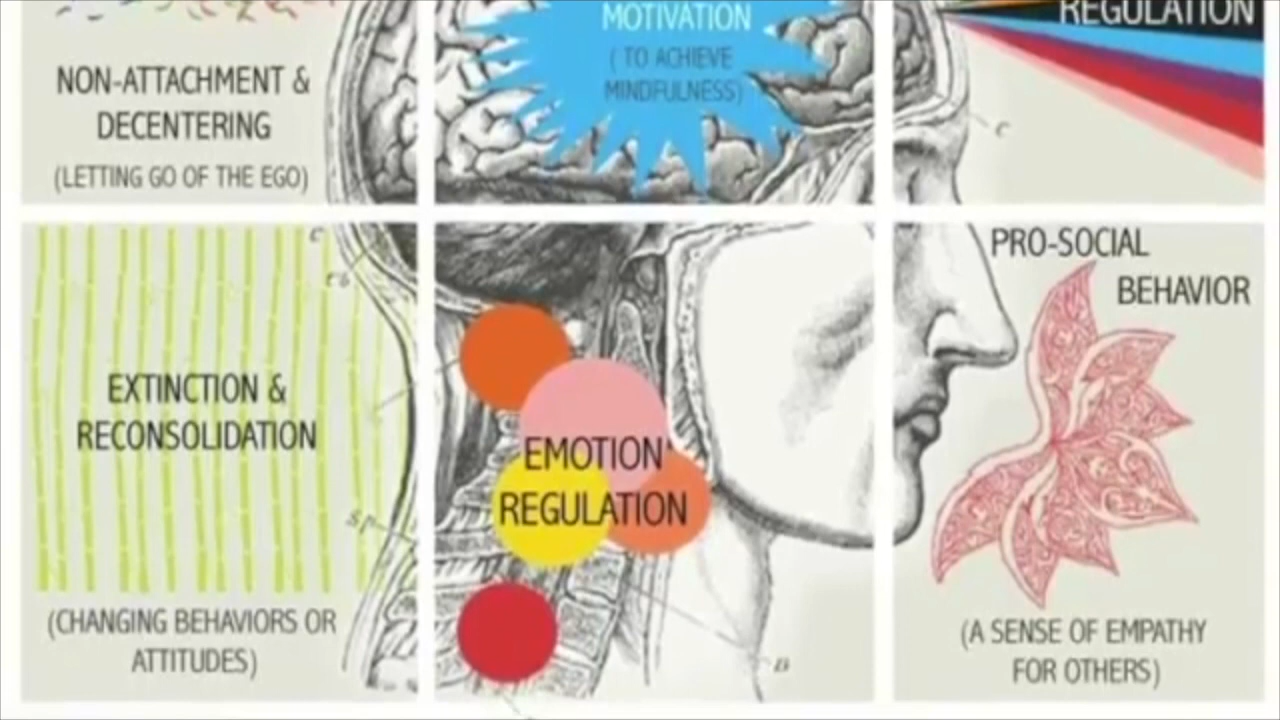 MOTIVATION
( TO ACHIEVE
MINDFULNESS)
REGULATION
NON-ATTACHMENT &
DECENTERING
(LETTING GO OF THE EGO)
C
EXTINCTION &
RECONSOLIDATION
(CHANGING BEHAVIORS OR
ATTITUDES)
EMOTION
REGULATION
B
PRO-SOCIAL
BEHAVIOR
(A SENSE OF EMPATHY
FOR OTHERS)